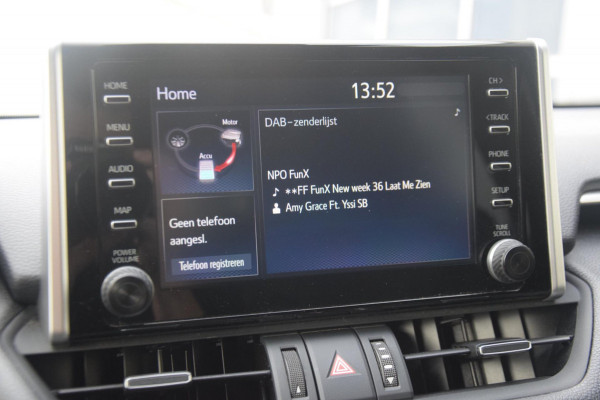 HOME
MENU
AUDIO
MAP
POWER
VOLUME
Home
13:52
Motor
Accu
Geen telefoon
aangesl.
Telefoon registreren
DAB-zenderlijst
NPO FunX
**FF FunX New week 36 Laat Me Zien
Amy Grace Ft. Yssi SB
CH >
< TRACK
PHONE
SETUP
TUNE
SCROLL